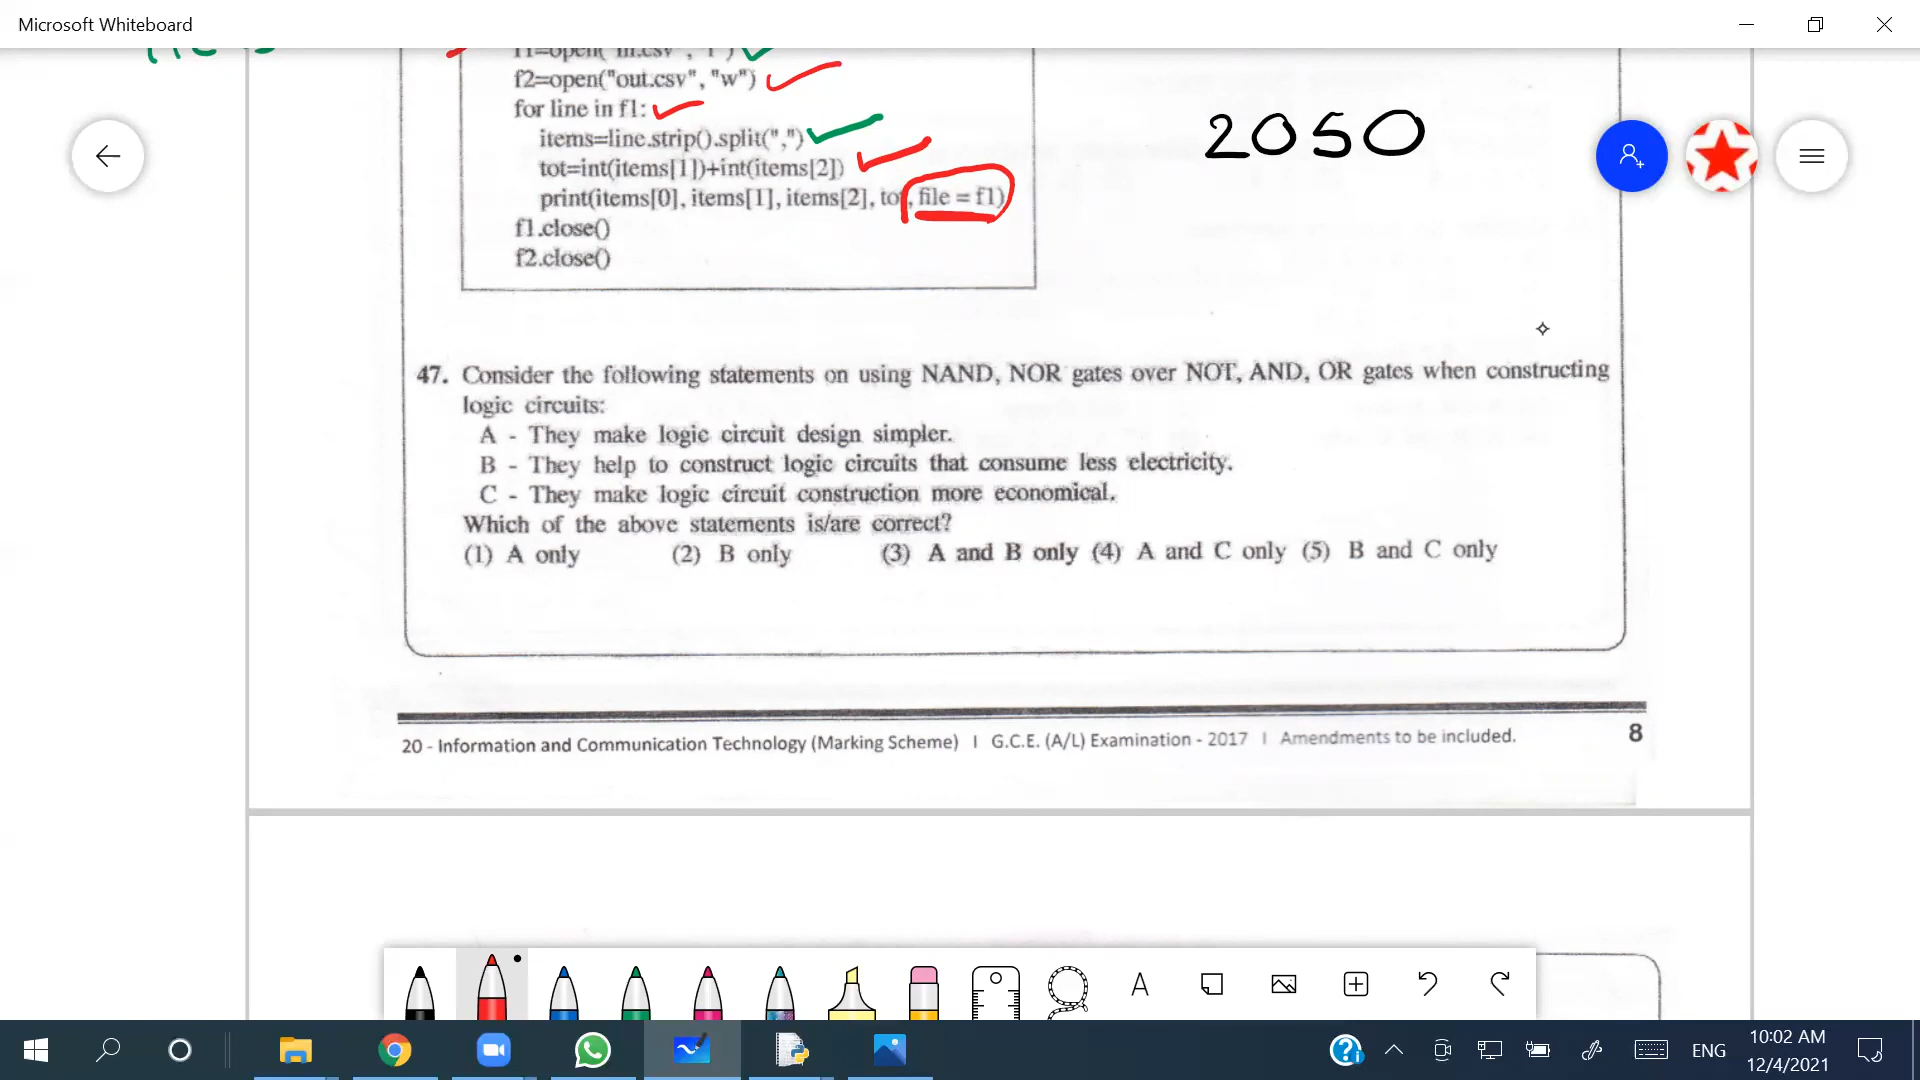 Microsoft Whiteboard
f1=open("in.csv", "r")
f2=open("out.csv", "w")
for line in f1:
items=line.strip().split(",")
tot=int(items[1])+int(items[2])
print(items[0], items[1], items[2], tot, file = f1)
f1.close()
f2.close()
2050
47. Consider the following statements on using NAND, NOR gates over NOT, AND, OR gates when constructing
logic circuits:
A - They make logic circuit design simpler.
B - They help to construct logic circuits that consume less electricity.
C - They make logic circuit construction more economical.
Which of the above statements is/are correct?
(1) A only (2) B only (3) A and B only (4) A and C only (5) B and C only
20 - Information and Communication Technology (Marking Scheme) I G.C.E. (A/L) Examination - 2017 I Amendments to be included. 8
ENG
10:02 AM
12/4/2021